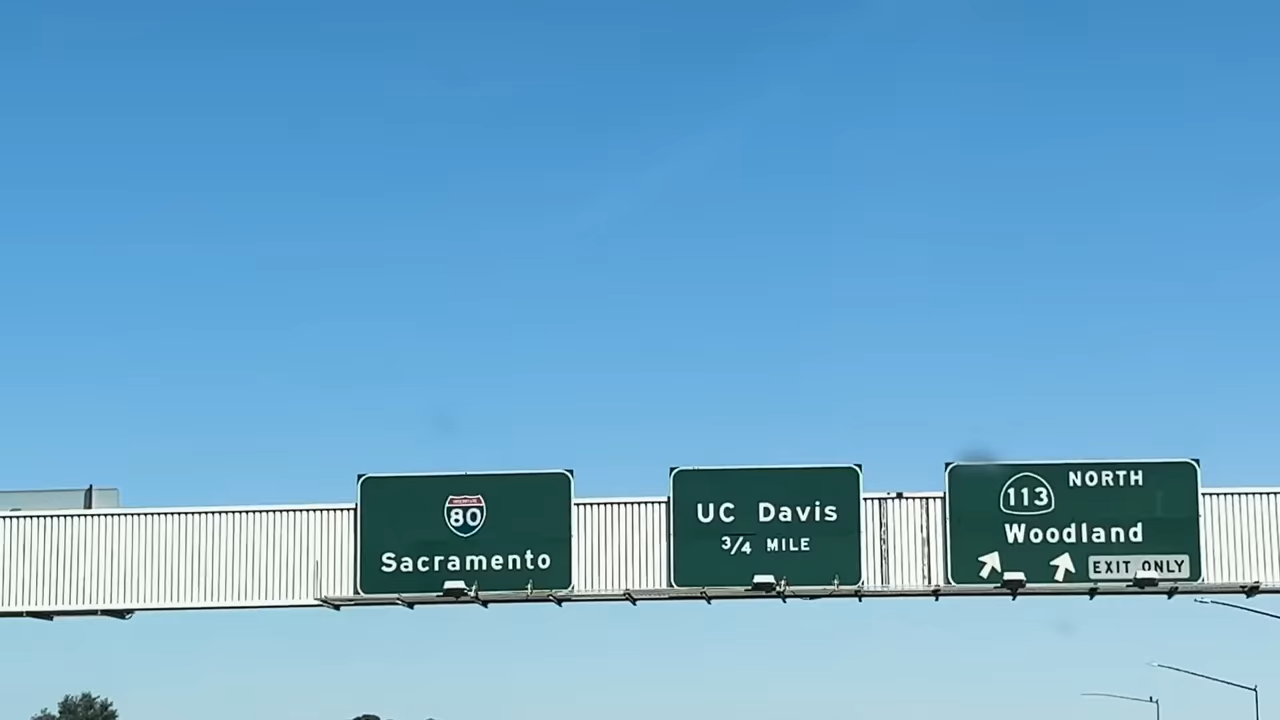 80
Sacramento
UC Davis
3/4 MILE
113 NORTH
Woodland
EXIT ONLY